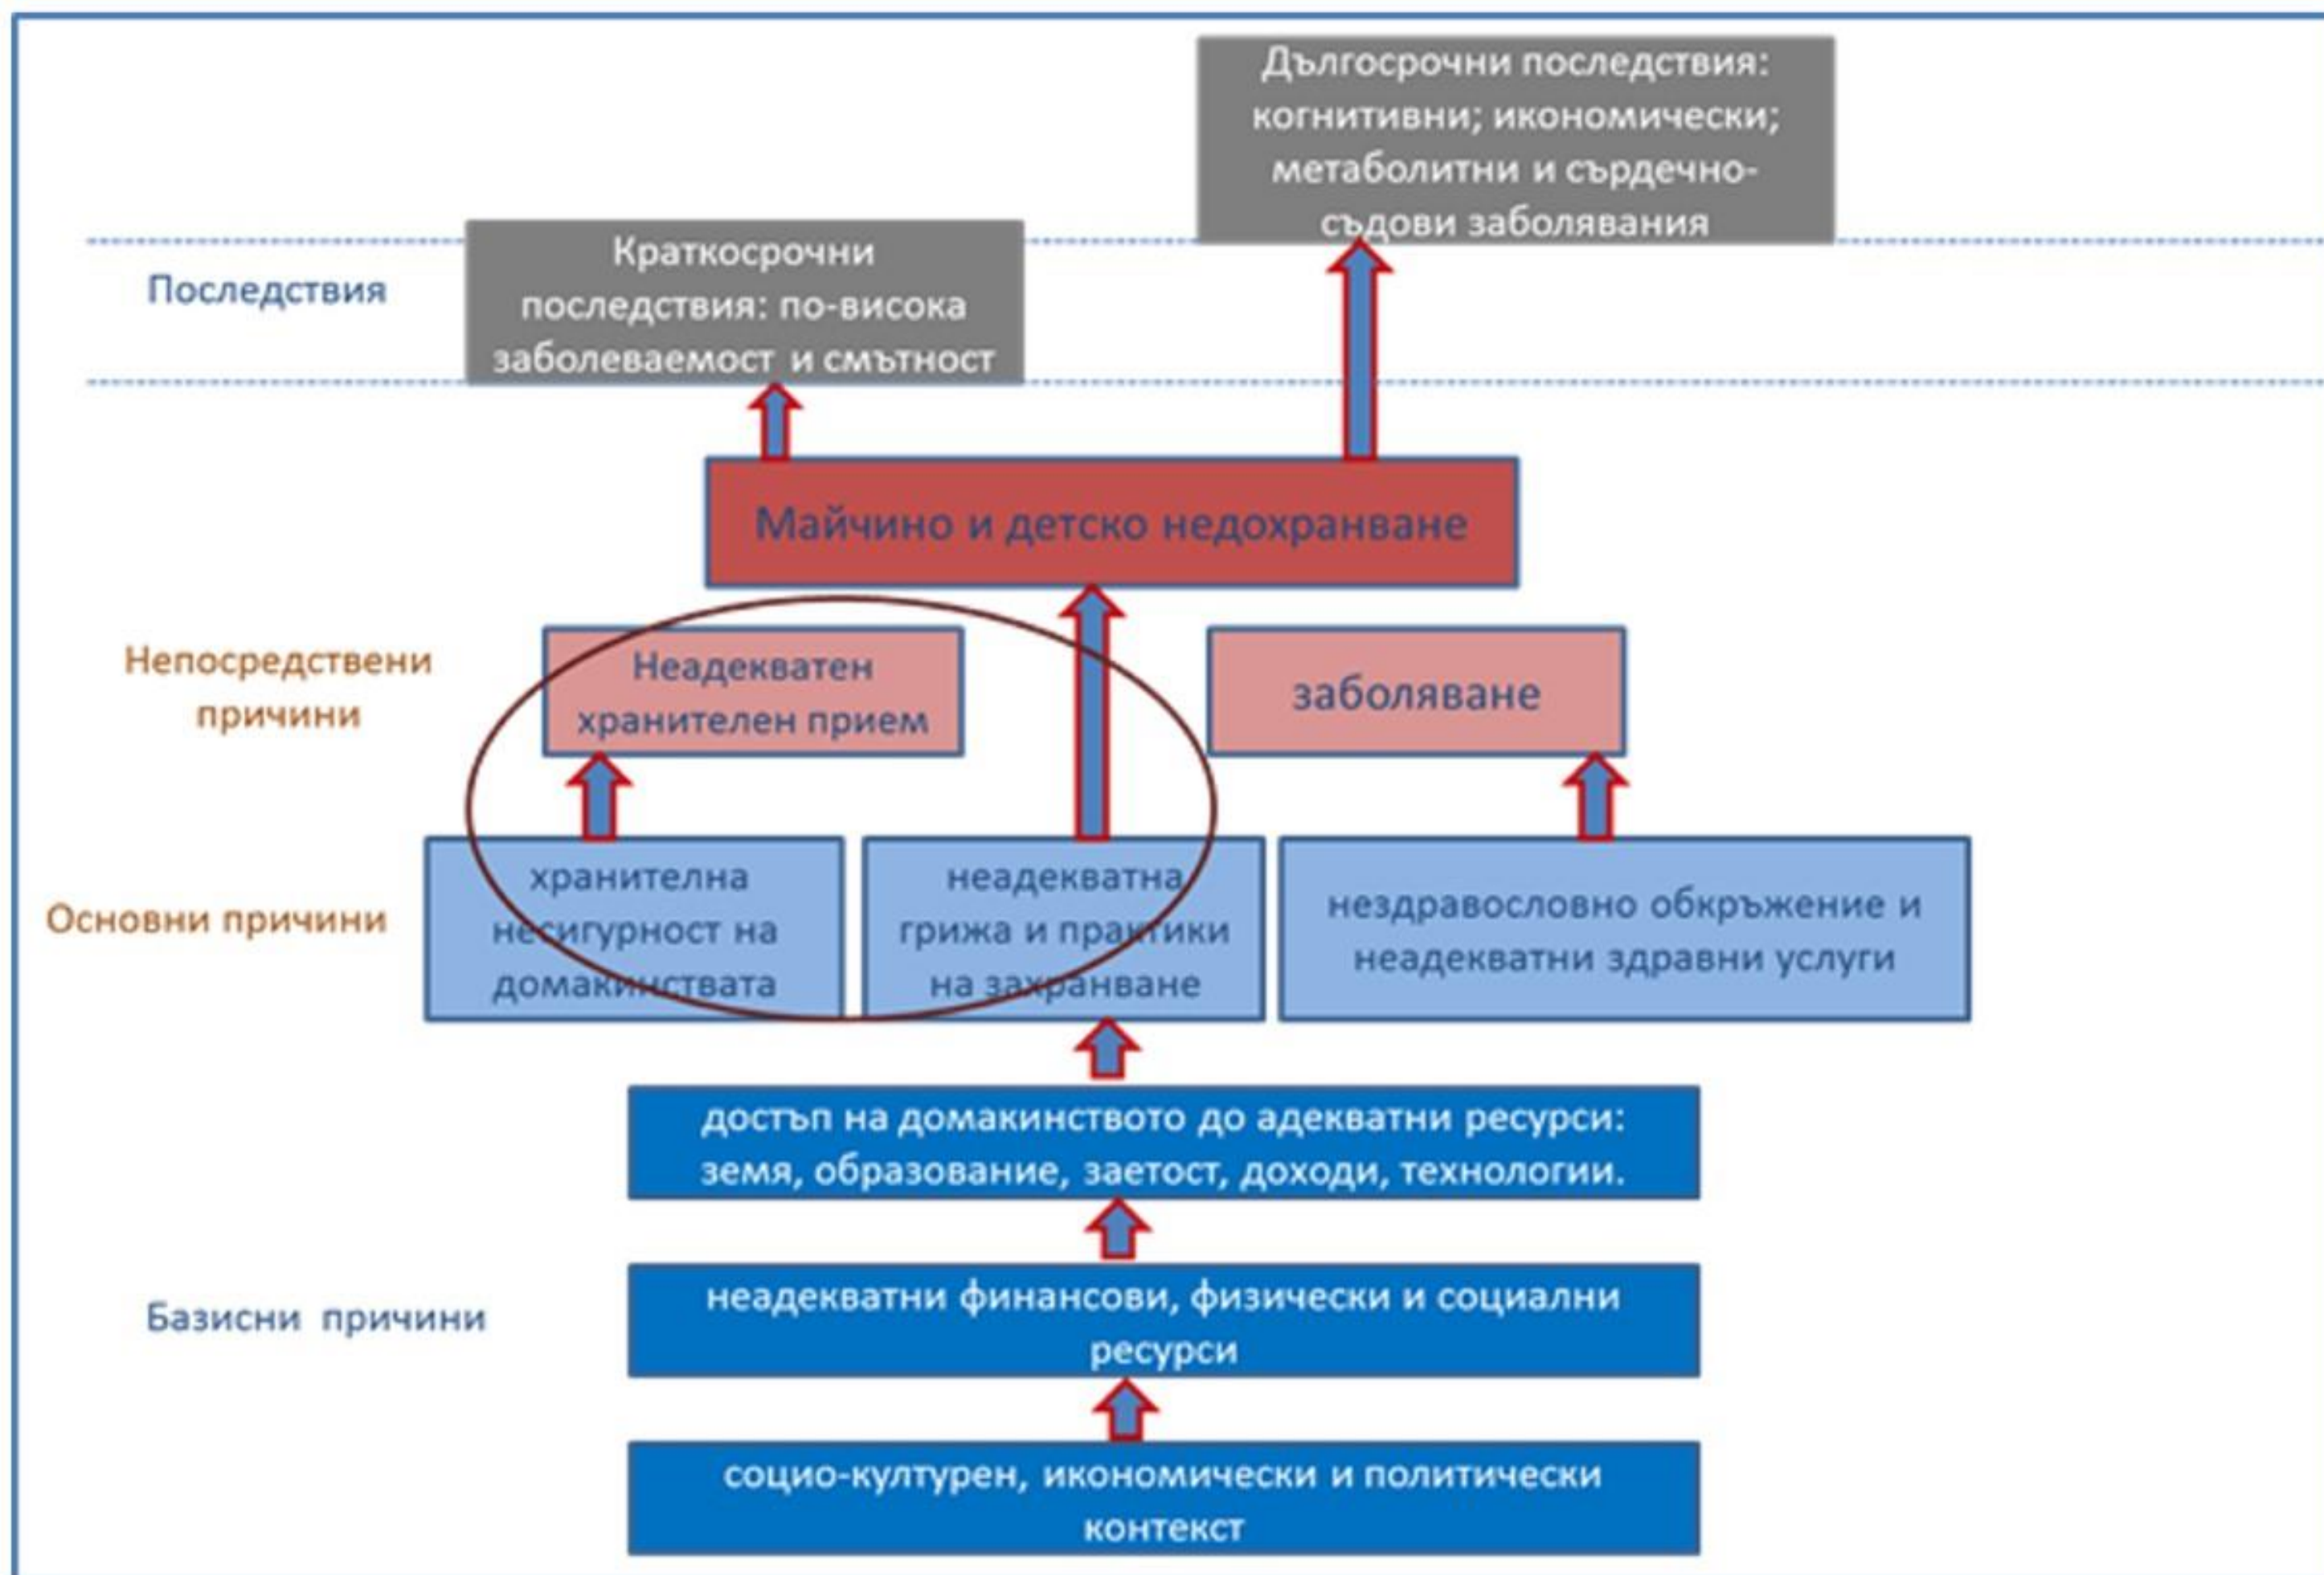 Дългосрочни последствия:
когнитивни; икономически;
метаболитни и сърдечно-
съдови заболявания
Последствия
Краткосрочни
последствия: по-висока
заболеваемост и смътност
Майчино и детско недохранване
Непосредствени
причини
Неадекватен
хранителен прием
заболяване
Основни причини
хранителна
несигурност на
домакинствата
неадекватна
грижа и практики
на захранване
нездравословно обкръжение и
неадекватни здравни услуги
достъп на домакинството до адекватни ресурси:
земя, образование, заетост, доходи, технологии.
Базисни причини
неадекватни финансови, физически и социални
ресурси
социо-културен, икономически и политически
контекст